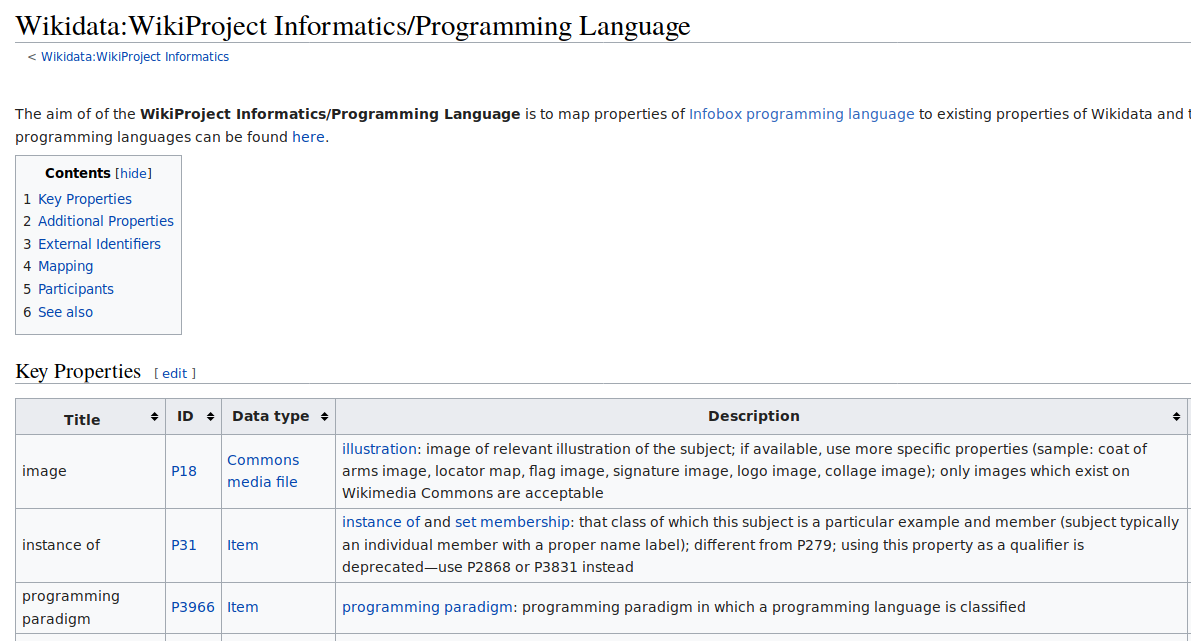 Wikidata:WikiProject Informatics/Programming Language
< Wikidata:WikiProject Informatics
The aim of of the WikiProject Informatics/Programming Language is to map properties of Infobox programming language to existing properties of Wikidata and
programming languages can be found here.
Contents [hide]
1 Key Properties
2 Additional Properties
3 External Identifiers
4 Mapping
5 Participants
6 See also
Key Properties [ edit ]
Title ID Data type Description
image P18 Commons media file illustration: image of relevant illustration of the subject; if available, use more specific properties (sample: coat of
arms image, locator map, flag image, signature image, logo image, collage image); only images which exist on
Wikimedia Commons are acceptable
instance of P31 Item instance of and set membership: that class of which this subject is a particular example and member (subject typically
an individual member with a proper name label); different from P279; using this property as a qualifier is
deprecated—use P2868 or P3831 instead
programming paradigm P3966 Item programming paradigm: programming paradigm in which a programming language is classified